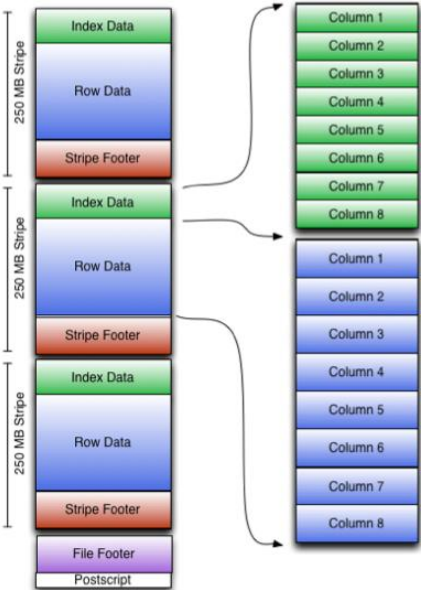 250 MB Stripe
Index Data
Row Data
Stripe Footer
250 MB Stripe
Index Data
Row Data
Stripe Footer
250 MB Stripe
Index Data
Row Data
Stripe Footer
File Footer
Postscript
Column 1
Column 2
Column 3
Column 4
Column 5
Column 6
Column 7
Column 8
Column 1
Column 2
Column 3
Column 4
Column 5
Column 6
Column 7
Column 8